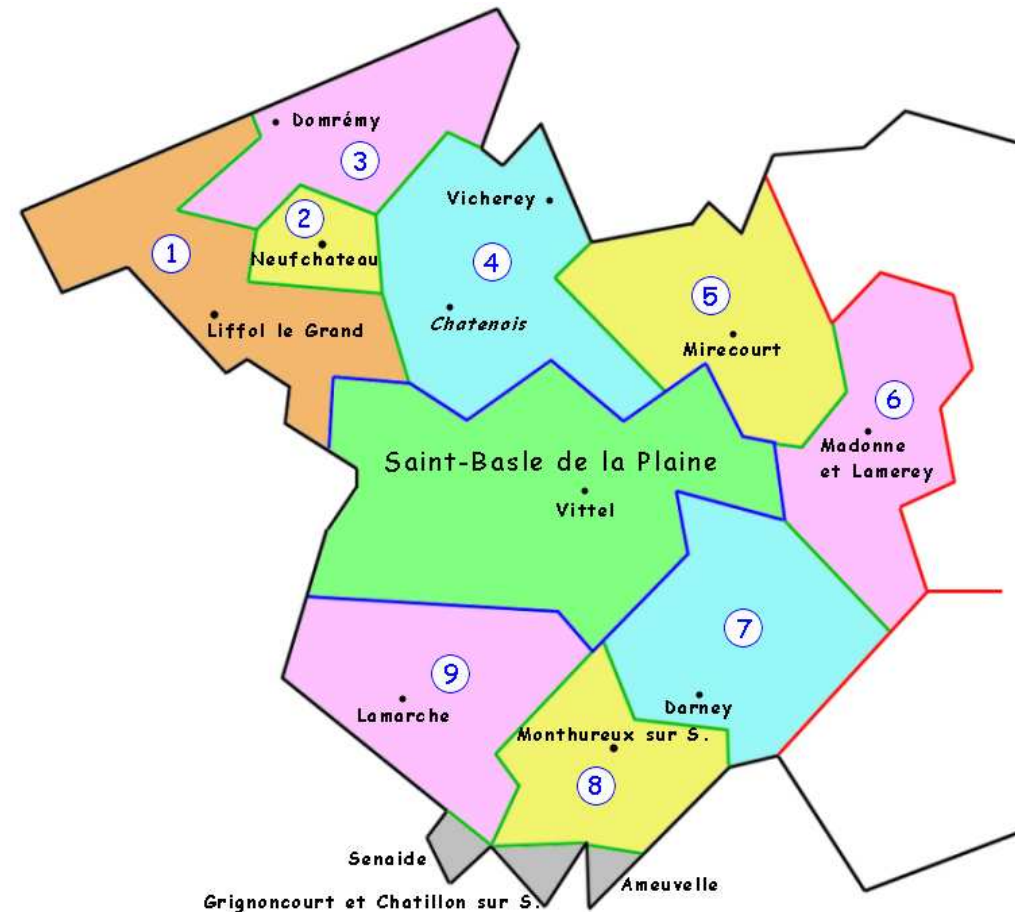 Domrémy
3
Vicherey
2
1
Neufchateau
4
5
Liffol le Grand
Chatenois
Mirecourt
6
Madonne
et Lamerey
Saint-Basle de la Plaine
Vittel
7
9
Lamarche
Darney
Monthureux sur S.
8
Senaide
Ameuvelle
Grignoncourt et Chatillon sur S.